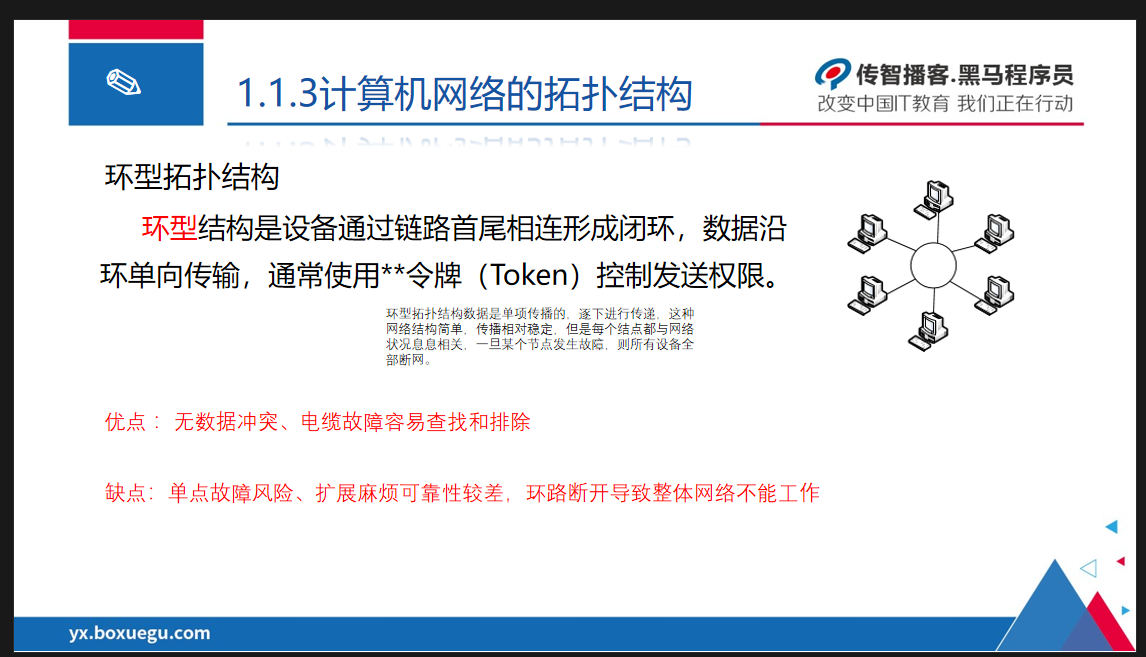 1.1.3计算机网络的拓扑结构
传智播客.黑马程序员
改变中国IT教育 我们正在行动
环型拓扑结构
环型结构是设备通过链路首尾相连形成闭环，数据沿
环单向传输，通常使用**令牌（Token）控制发送权限。
环型拓扑结构数据是单项传播的，逐下进行传递，这种
网络结构简单，传播相对稳定，但是每个结点都与网络
状况息息相关，一旦某个节点发生故障，则所有设备全
部断网。
优点 ：无数据冲突、电缆故障容易查找和排除
缺点：单点故障风险、扩展麻烦可靠性较差，环路断开导致整体网络不能工作
yx.boxuegu.com